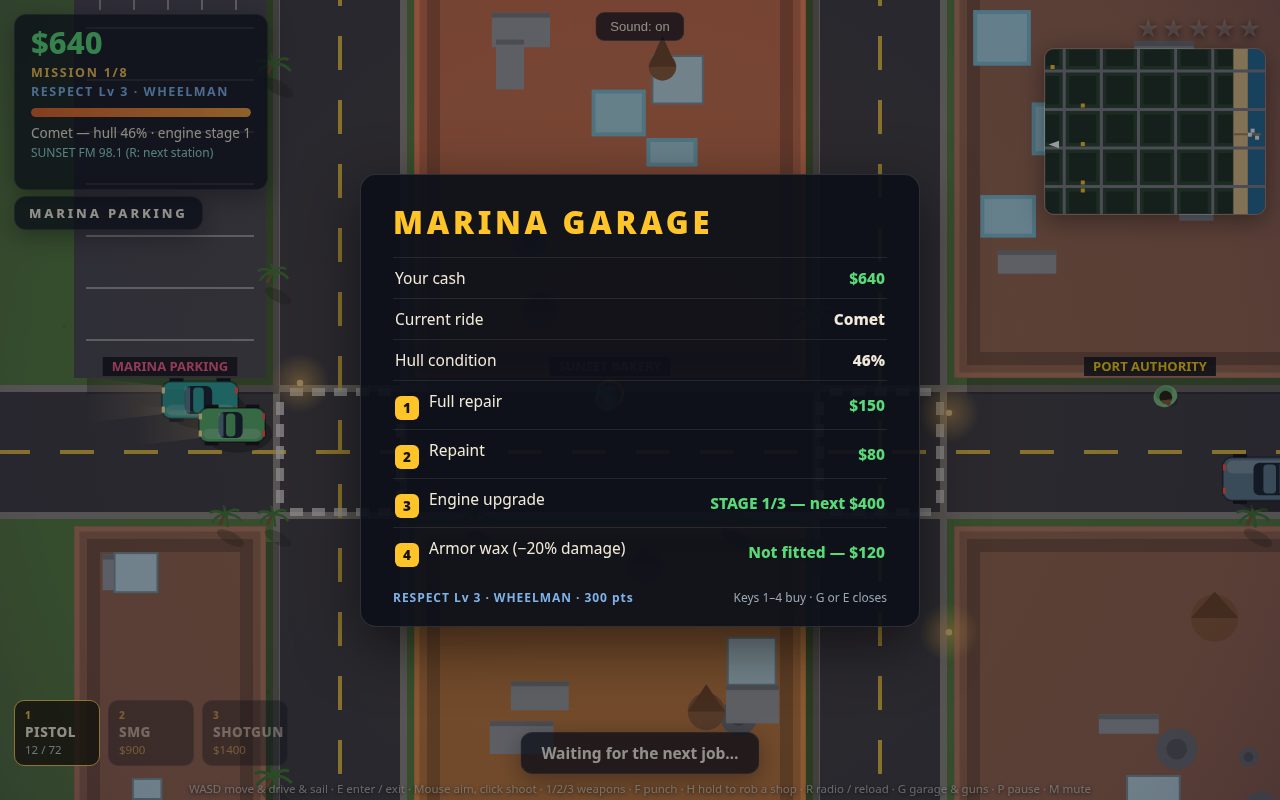 Sound: on
$640
MISSION 1/8
RESPECT Lv 3 · WHEELMAN
Comet — hull 46% · engine stage 1
SUNSET FM 98.1 (R: next station)
MARINA PARKING
MARINA GARAGE
Your cash $640
Current ride Comet
Hull condition 46%
1 Full repair $150
2 Repaint $80
3 Engine upgrade STAGE 1/3 — next $400
4 Armor wax (−20% damage) Not fitted — $120
RESPECT Lv 3 · WHEELMAN · 300 pts Keys 1–4 buy · G or E closes
MARINA PARKING
SUNSET BAKERY
PORT AUTHORITY
1 2 3
PISTOL SMG SHOTGUN
12 / 72 $900 $1400
Waiting for the next job...
WASD move & drive & sail · E enter / exit · Mouse aim, click shoot · 1/2/3 weapons · F punch · H hold to rob a shop · R radio / reload · G garage & guns · P pause · M mute